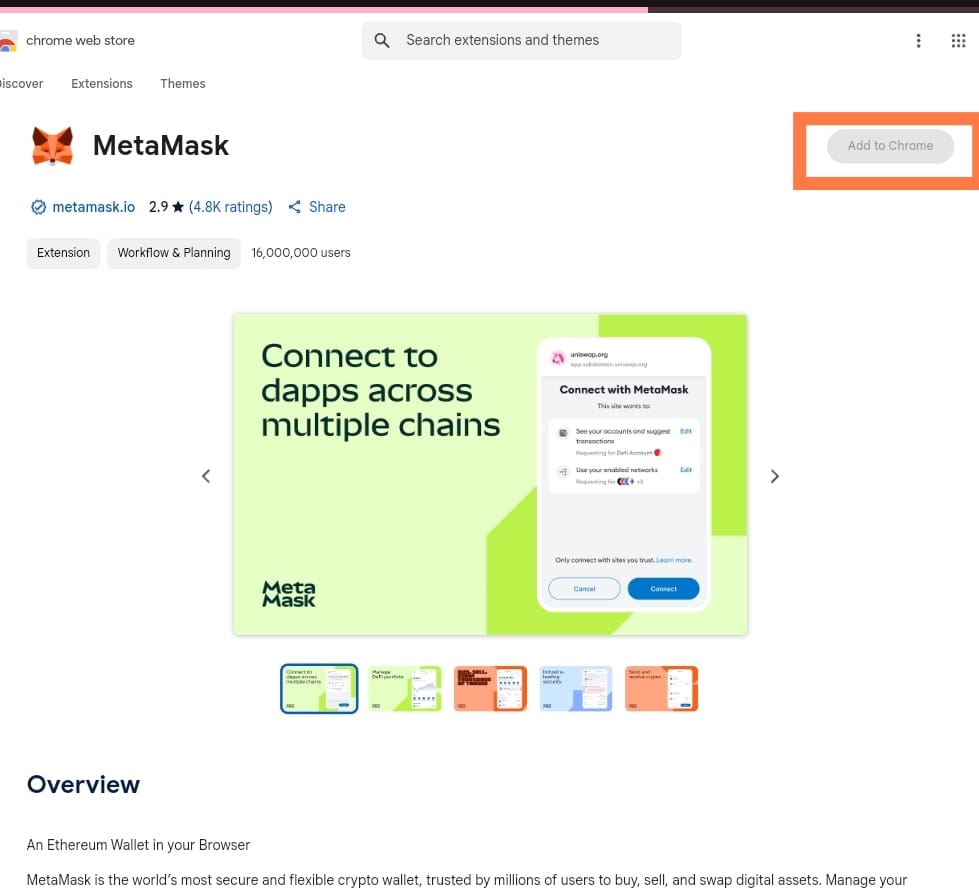 chrome web store
Search extensions and themes
Discover Extensions Themes
MetaMask
Add to Chrome
metamask.io 2.9 ★ (4.8K ratings) Share
Extension Workflow & Planning 16,000,000 users
Connect to
dapps across
multiple chains
Meta
Mask
uniswap.org
app.subdomain.uniswap.org
Connect with MetaMask
This site wants to:
See your accounts and suggest
transactions
Edit
Requesting for DeFi Account
Use your enabled networks
Edit
Requesting for +3
Only connect with sites you trust. Learn more.
Cancel Connect
Connect to
dapps across
multiple chains
Manage
DeFi portfolio
Industry-
leading
security
Send and
receive crypto
Overview
An Ethereum Wallet in your Browser
MetaMask is the world's most secure and flexible crypto wallet, trusted by millions of users to buy, sell, and swap digital assets. Manage your